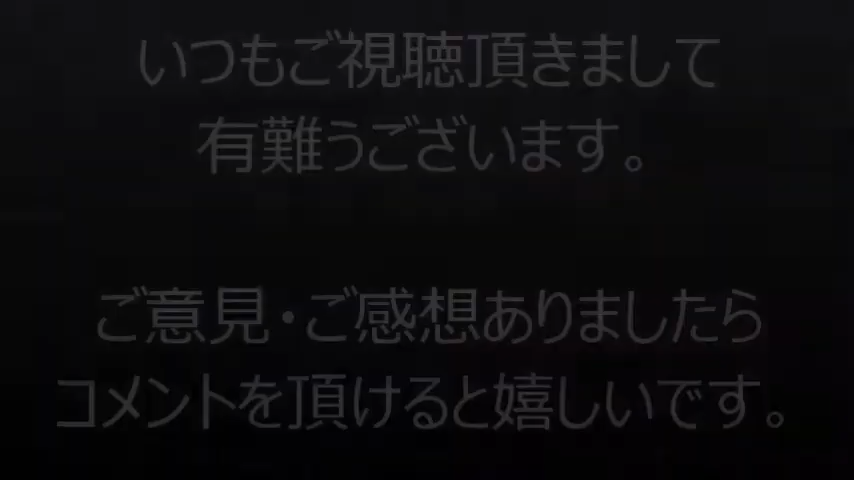 いつもご視聴頂きまして
有難うございます。
ご意見・ご感想ありましたら
コメントを頂けると嬉しいです。